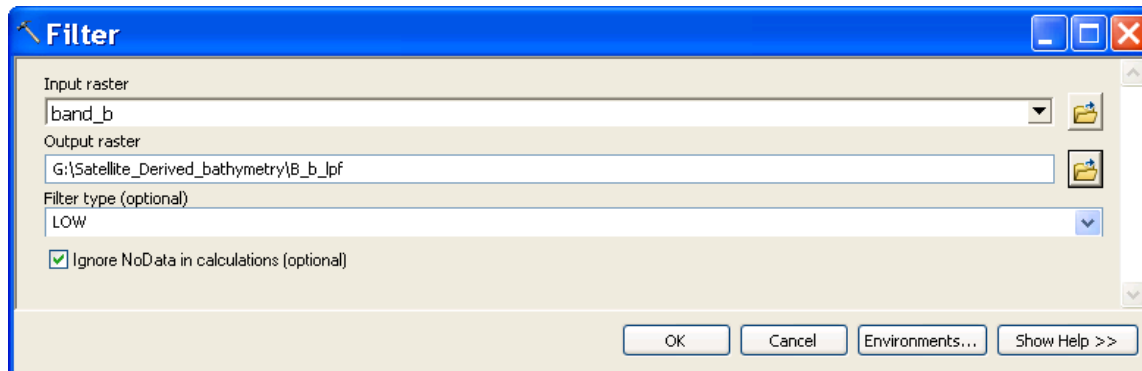 Filter
Input raster
band_b
Output raster
G:\Satellite_Derived_bathymetry\B_b_lpf
Filter type (optional)
LOW
Ignore NoData in calculations (optional)
OK Cancel Environments... Show Help >>